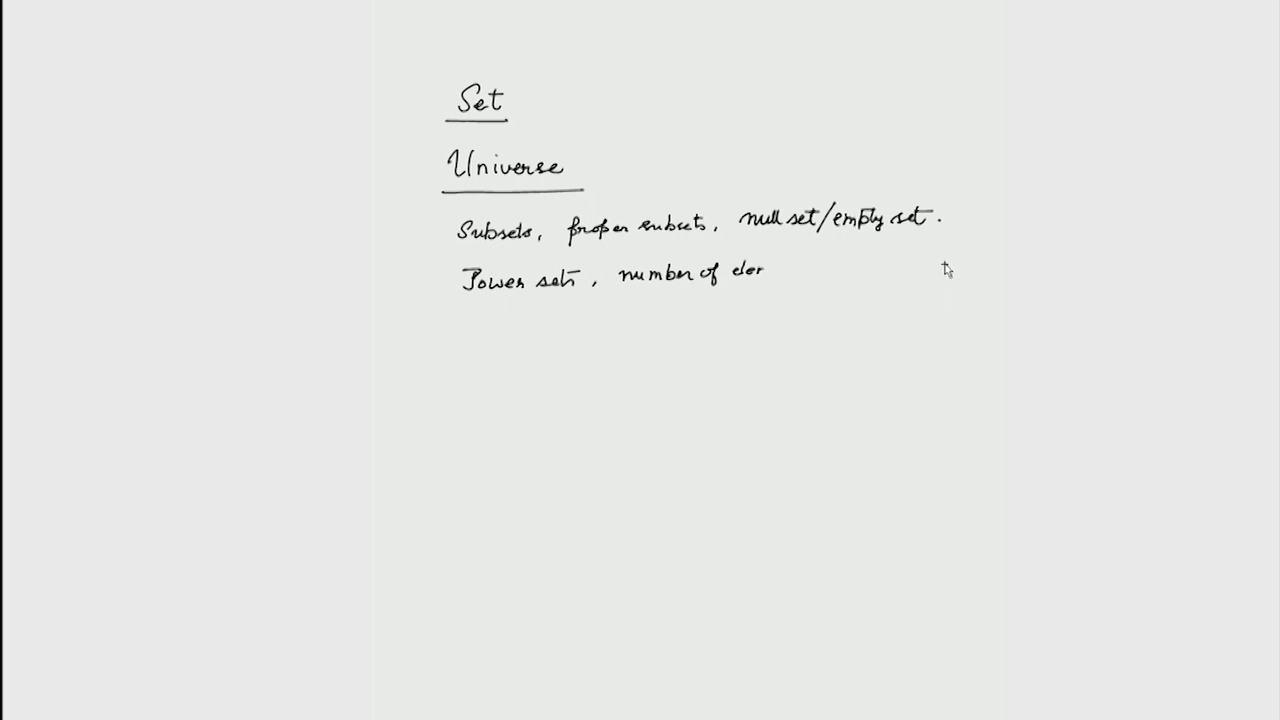 Set
Universe
Subsets, proper subsets, null set/empty set.
Power sets, number of